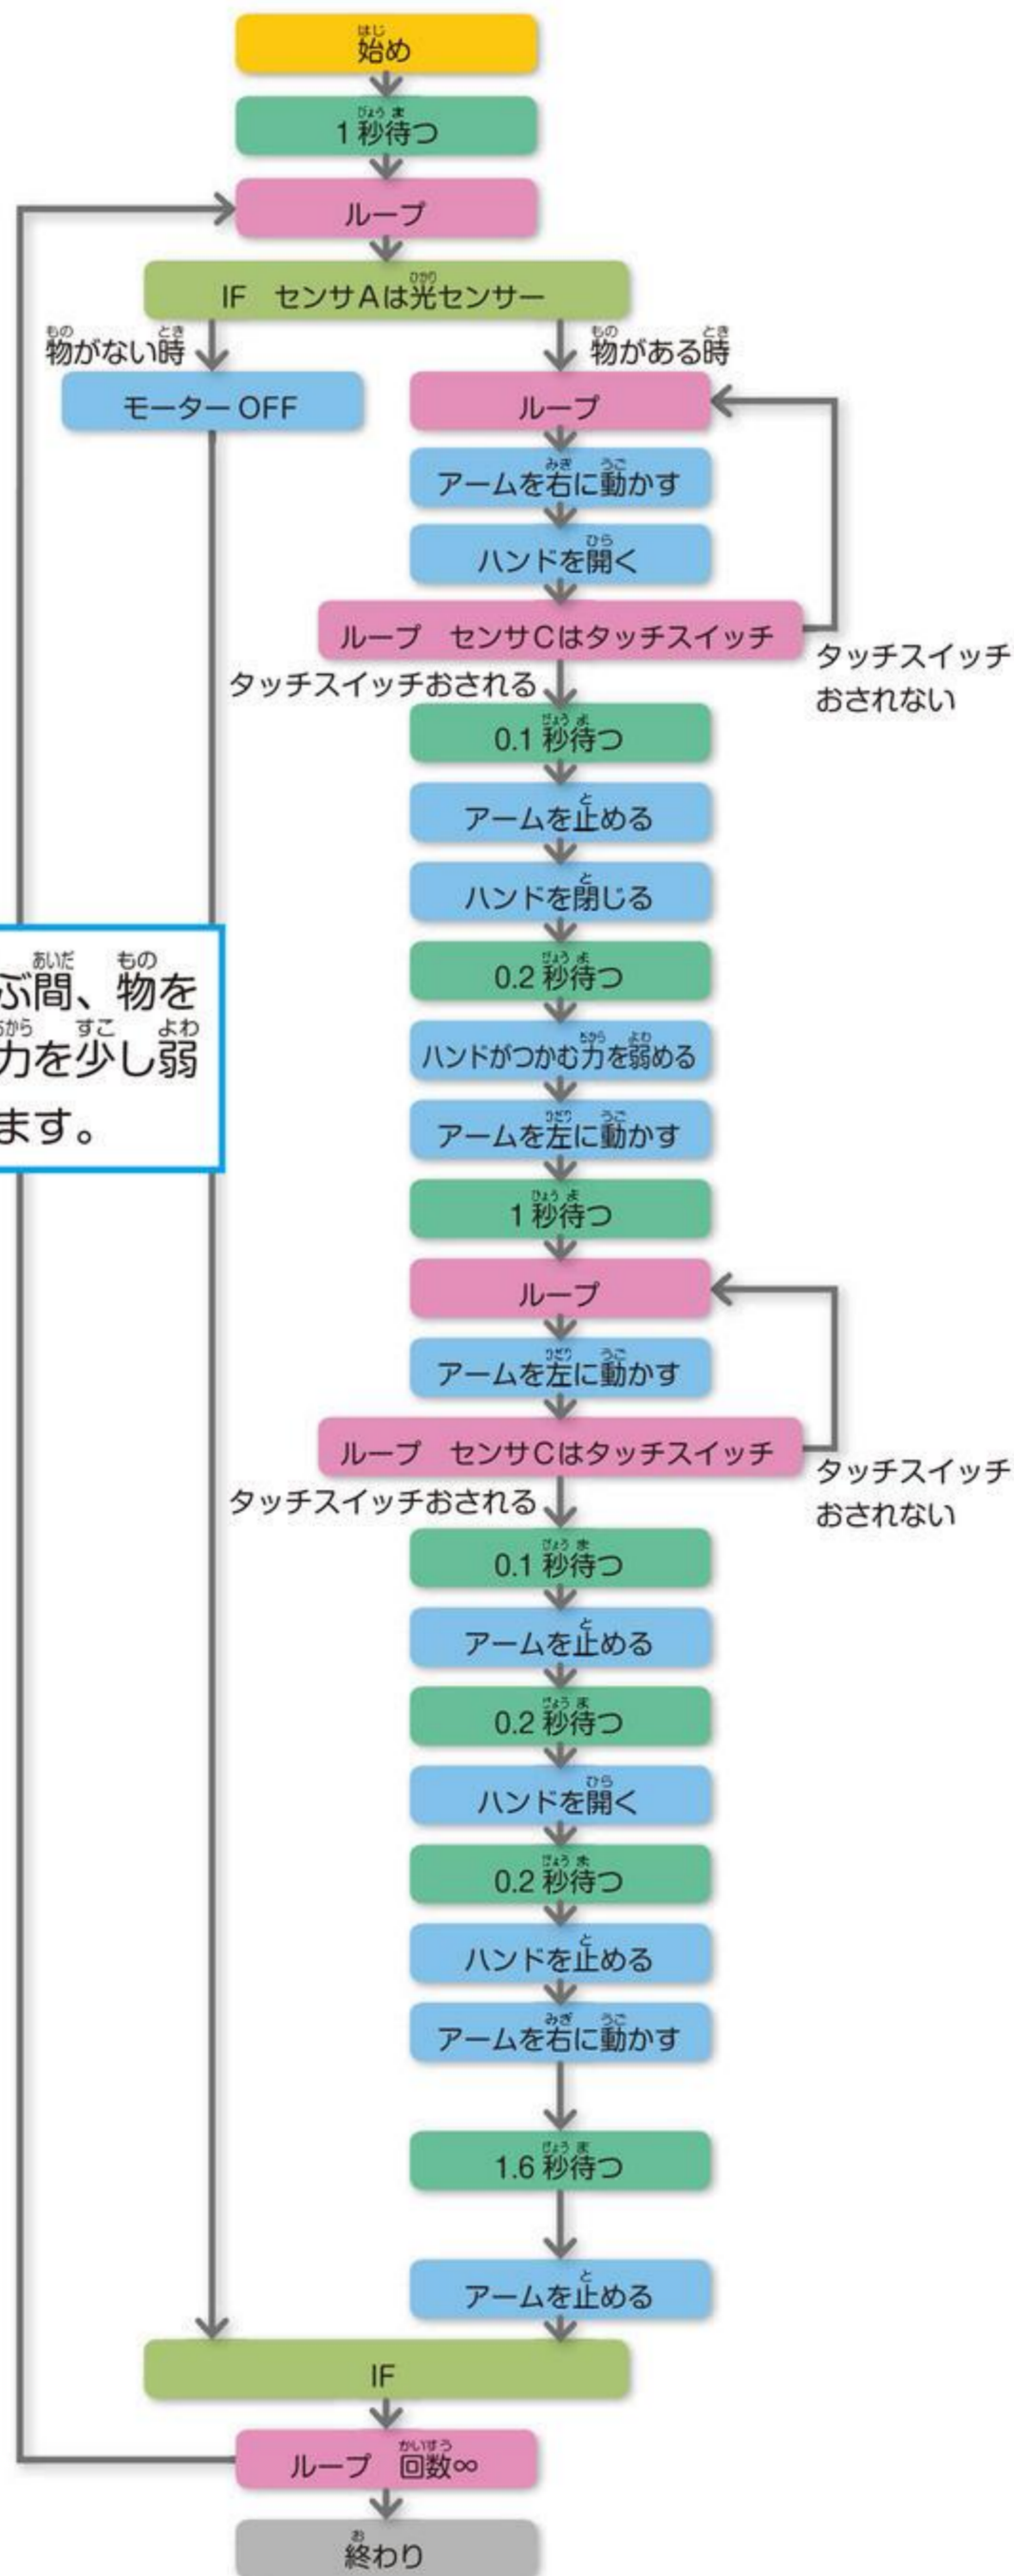 始め
1秒待つ
ループ
IF センサAは光センサー
物がない時
物がある時
モーターOFF
ループ
アームを右に動かす
ハンドを開く
ループ センサCはタッチスイッチ
タッチスイッチ
おされない
タッチスイッチおされる
0.1秒待つ
アームを止める
ハンドを閉じる
0.2秒待つ
ぶ間、物を
力を少し弱
ます。
ハンドがつかむ力を弱める
アームを左に動かす
1秒待つ
ループ
アームを左に動かす
ループ センサCはタッチスイッチ
タッチスイッチ
おされない
タッチスイッチおされる
0.1秒待つ
アームを止める
0.2秒待つ
ハンドを開く
0.2秒待つ
ハンドを止める
アームを右に動かす
1.6秒待つ
アームを止める
IF
ループ 回数∞
終わり